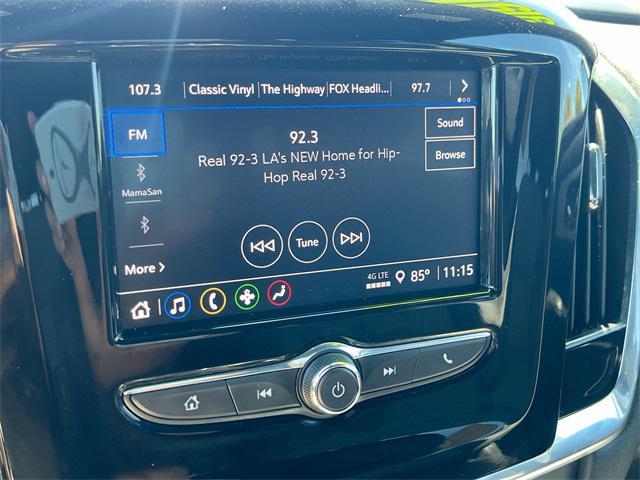 107.3 Classic Vinyl The Highway FOX Headli... 97.7
FM
92.3
Sound
Real 92-3 LA's NEW Home for Hip-
Hop Real 92-3
Browse
MamaSan
Tune
More
4G LTE
85° 11:15